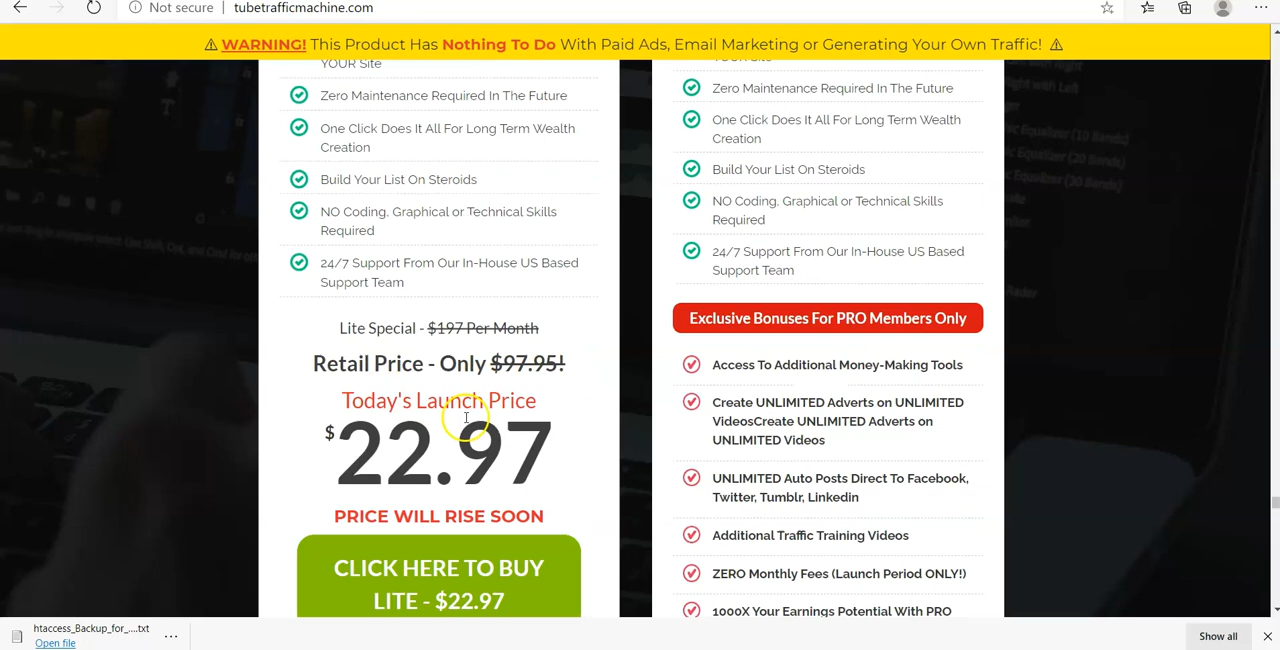 Not secure
tubetrafficmachine.com
⚠ WARNING! This Product Has Nothing To Do With Paid Ads, Email Marketing or Generating Your Own Traffic! ⚠
YOUR Site
Zero Maintenance Required In The Future
One Click Does It All For Long Term Wealth
Creation
Build Your List On Steroids
NO Coding, Graphical or Technical Skills
Required
24/7 Support From Our In-House US Based
Support Team
Lite Special - $197 Per Month
Retail Price - Only $97.95!
Today's Launch Price
$22.97
PRICE WILL RISE SOON
CLICK HERE TO BUY
LITE - $22.97
YOUR Site
Zero Maintenance Required In The Future
One Click Does It All For Long Term Wealth
Creation
Build Your List On Steroids
NO Coding, Graphical or Technical Skills
Required
24/7 Support From Our In-House US Based
Support Team
Exclusive Bonuses For PRO Members Only
Access To Additional Money-Making Tools
Create UNLIMITED Adverts on UNLIMITED
VideosCreate UNLIMITED Adverts on
UNLIMITED Videos
UNLIMITED Auto Posts Direct To Facebook,
Twitter, Tumblr, Linkedin
Additional Traffic Training Videos
ZERO Monthly Fees (Launch Period ONLY!)
1000X Your Earnings Potential With PRO
htaccess_Backup_for_....txt
Open file
Show all